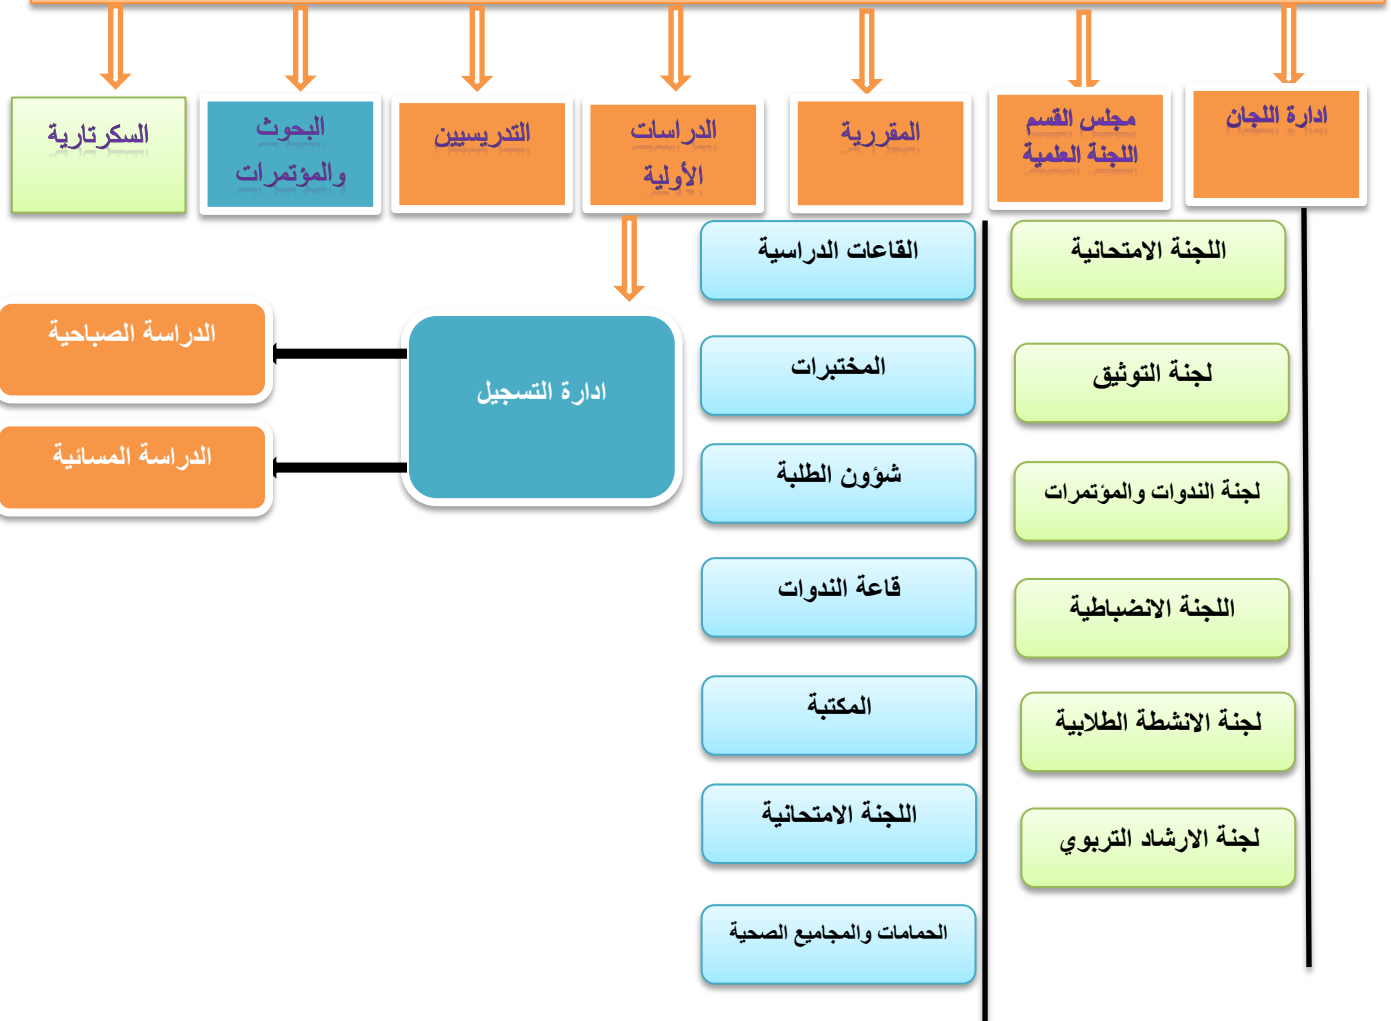 ادارة اللجان
مجلس القسم
اللجنة العلمية
المقررية
الدراسات
الأولية
التدريسيين
البحوث
والمؤتمرات
السكرتارية
اللجنة الامتحانية
لجنة التوثيق
لجنة الندوات والمؤتمرات
اللجنة الانضباطية
لجنة الانشطة الطلابية
لجنة الارشاد التربوي
القاعات الدراسية
المختبرات
شؤون الطلبة
قاعة الندوات
المكتبة
اللجنة الامتحانية
الحمامات والمجاميع الصحية
ادارة التسجيل
الدراسة الصباحية
الدراسة المسائية